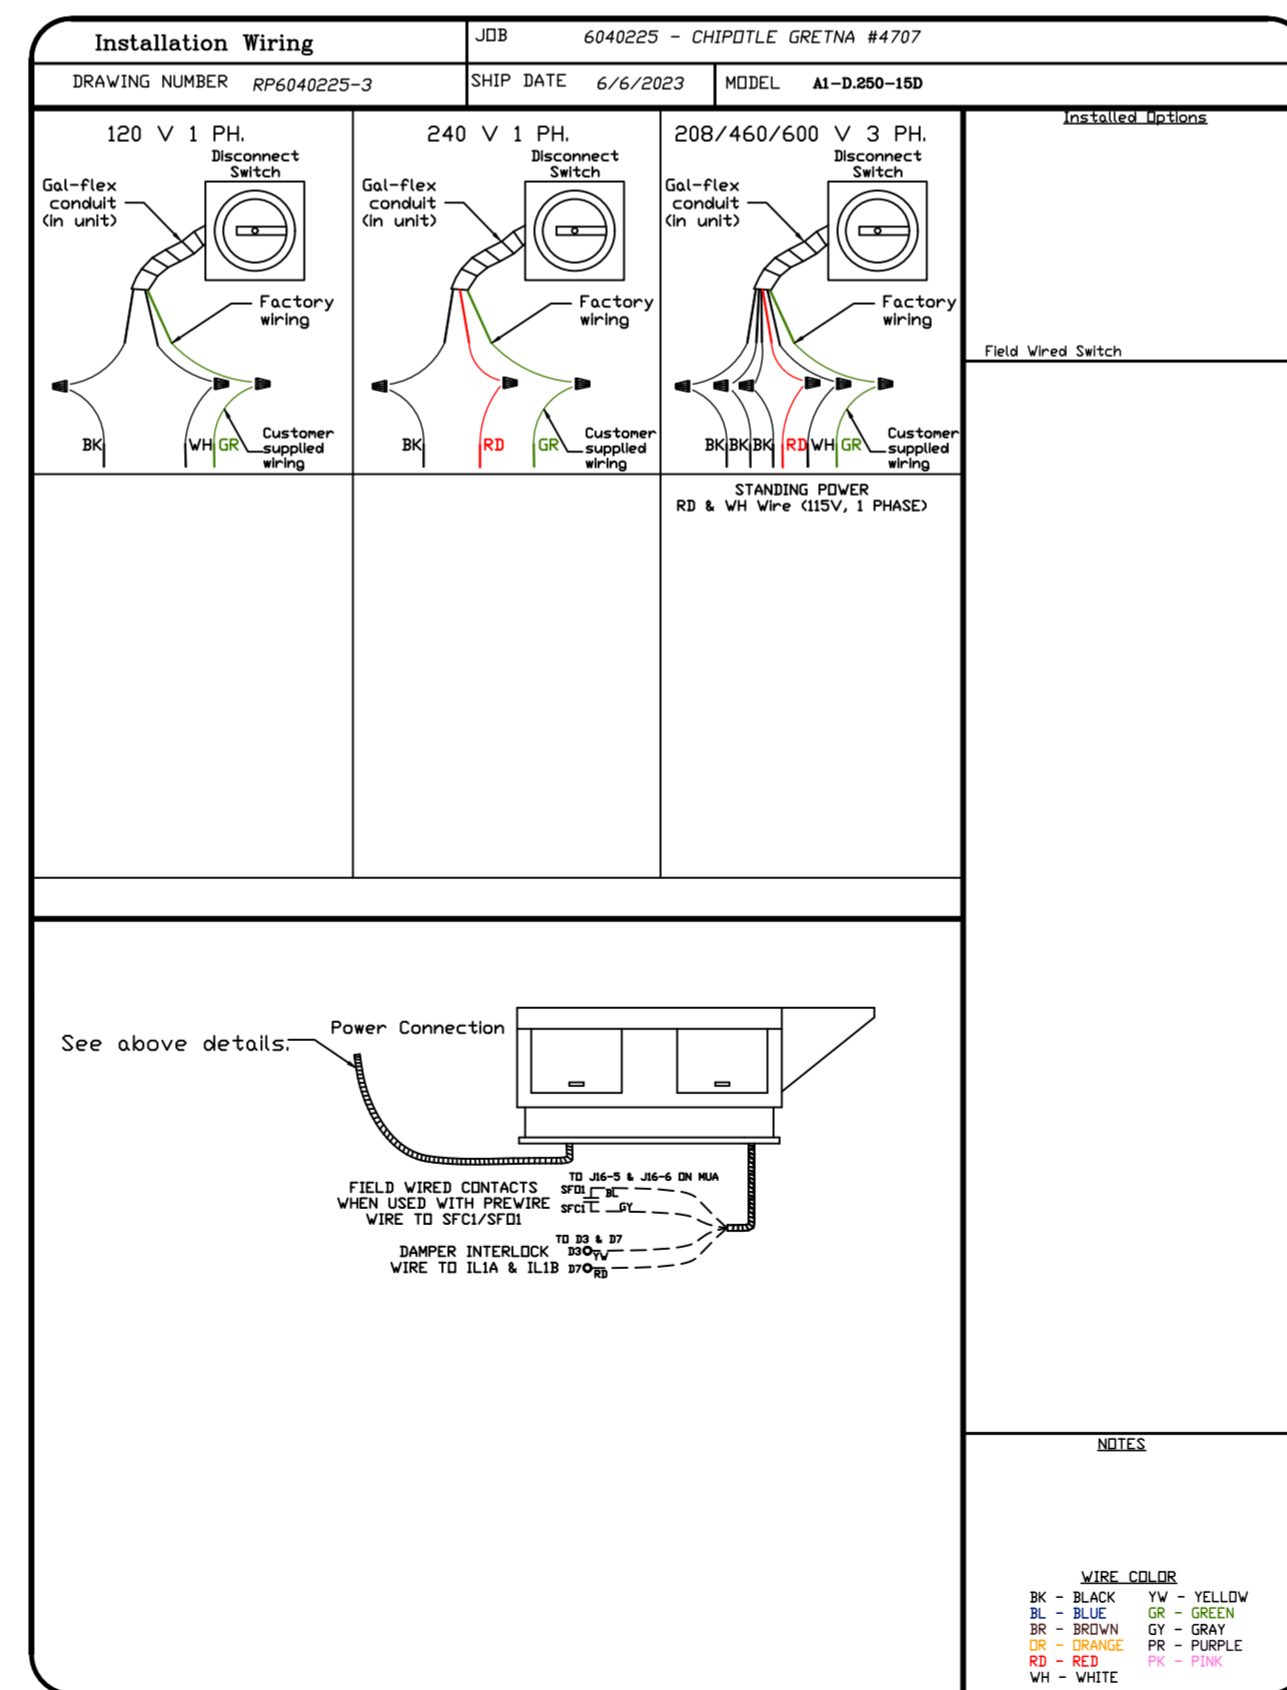 Installation Wiring
JOB 6040225 - CHIPOTLE GRETNA #4707
DRAWING NUMBER RP6040225-3
SHIP DATE 6/6/2023
MODEL A1-D.250-15D
120 V 1 PH.
Disconnect
Switch
Gal-flex
conduit
(in unit)
Factory
wiring
BK
WH
GR
Customer
supplied
wiring
240 V 1 PH.
Disconnect
Switch
Gal-flex
conduit
(in unit)
Factory
wiring
BK
RD
GR
Customer
supplied
wiring
208/460/600 V 3 PH.
Disconnect
Switch
Gal-flex
conduit
(in unit)
Factory
wiring
BK
BK
BK
RD
WH
GR
Customer
supplied
wiring
STANDING POWER
RD & WH Wire (115V, 1 PHASE)
Installed Options
Field Wired Switch
See above details.
Power Connection
FIELD WIRED CONTACTS
WHEN USED WITH PREWIRE
WIRE TO SFC1/SFO1
TO J16-5 & J16-6 ON MUA
SFO1 BL
SFC1 GY
DAMPER INTERLOCK
WIRE TO IL1A & IL1B
TO D3 & D7
D3 YW
D7 RD
NOTES
WIRE COLOR
BK - BLACK YW - YELLOW
BL - BLUE GR - GREEN
BR - BROWN GY - GRAY
OR - ORANGE PR - PURPLE
RD - RED PK - PINK
WH - WHITE